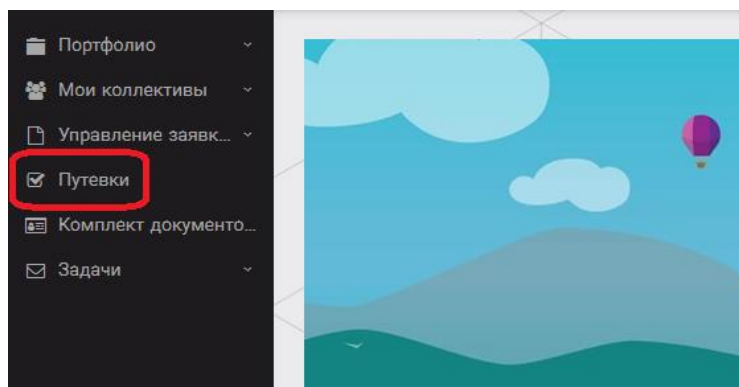 Портфолио
Мои коллективы
Управление заявк...
Путевки
Комплект документо...
Задачи